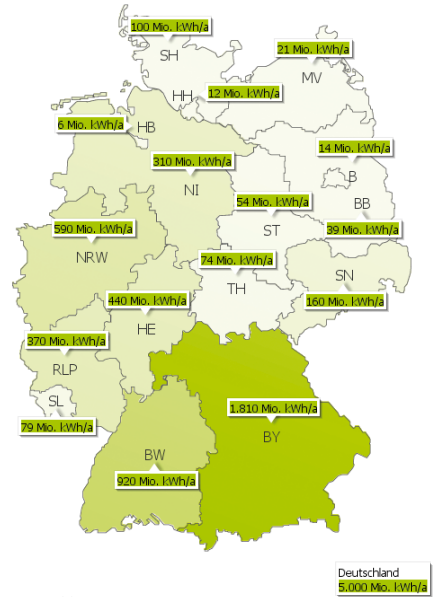 100 Mio. kWh/a
SH
21 Mio. kWh/a
MV
HH
12 Mio. kWh/a
6 Mio. kWh/a
HB
14 Mio. kWh/a
310 Mio. kWh/a
NI
B
54 Mio. kWh/a
BB
590 Mio. kWh/a
ST
39 Mio. kWh/a
NRW
74 Mio. kWh/a
SN
TH
440 Mio. kWh/a
160 Mio. kWh/a
HE
370 Mio. kWh/a
RLP
SL
1.810 Mio. kWh/a
79 Mio. kWh/a
BY
BW
920 Mio. kWh/a
Deutschland
5.000 Mio. kWh/a